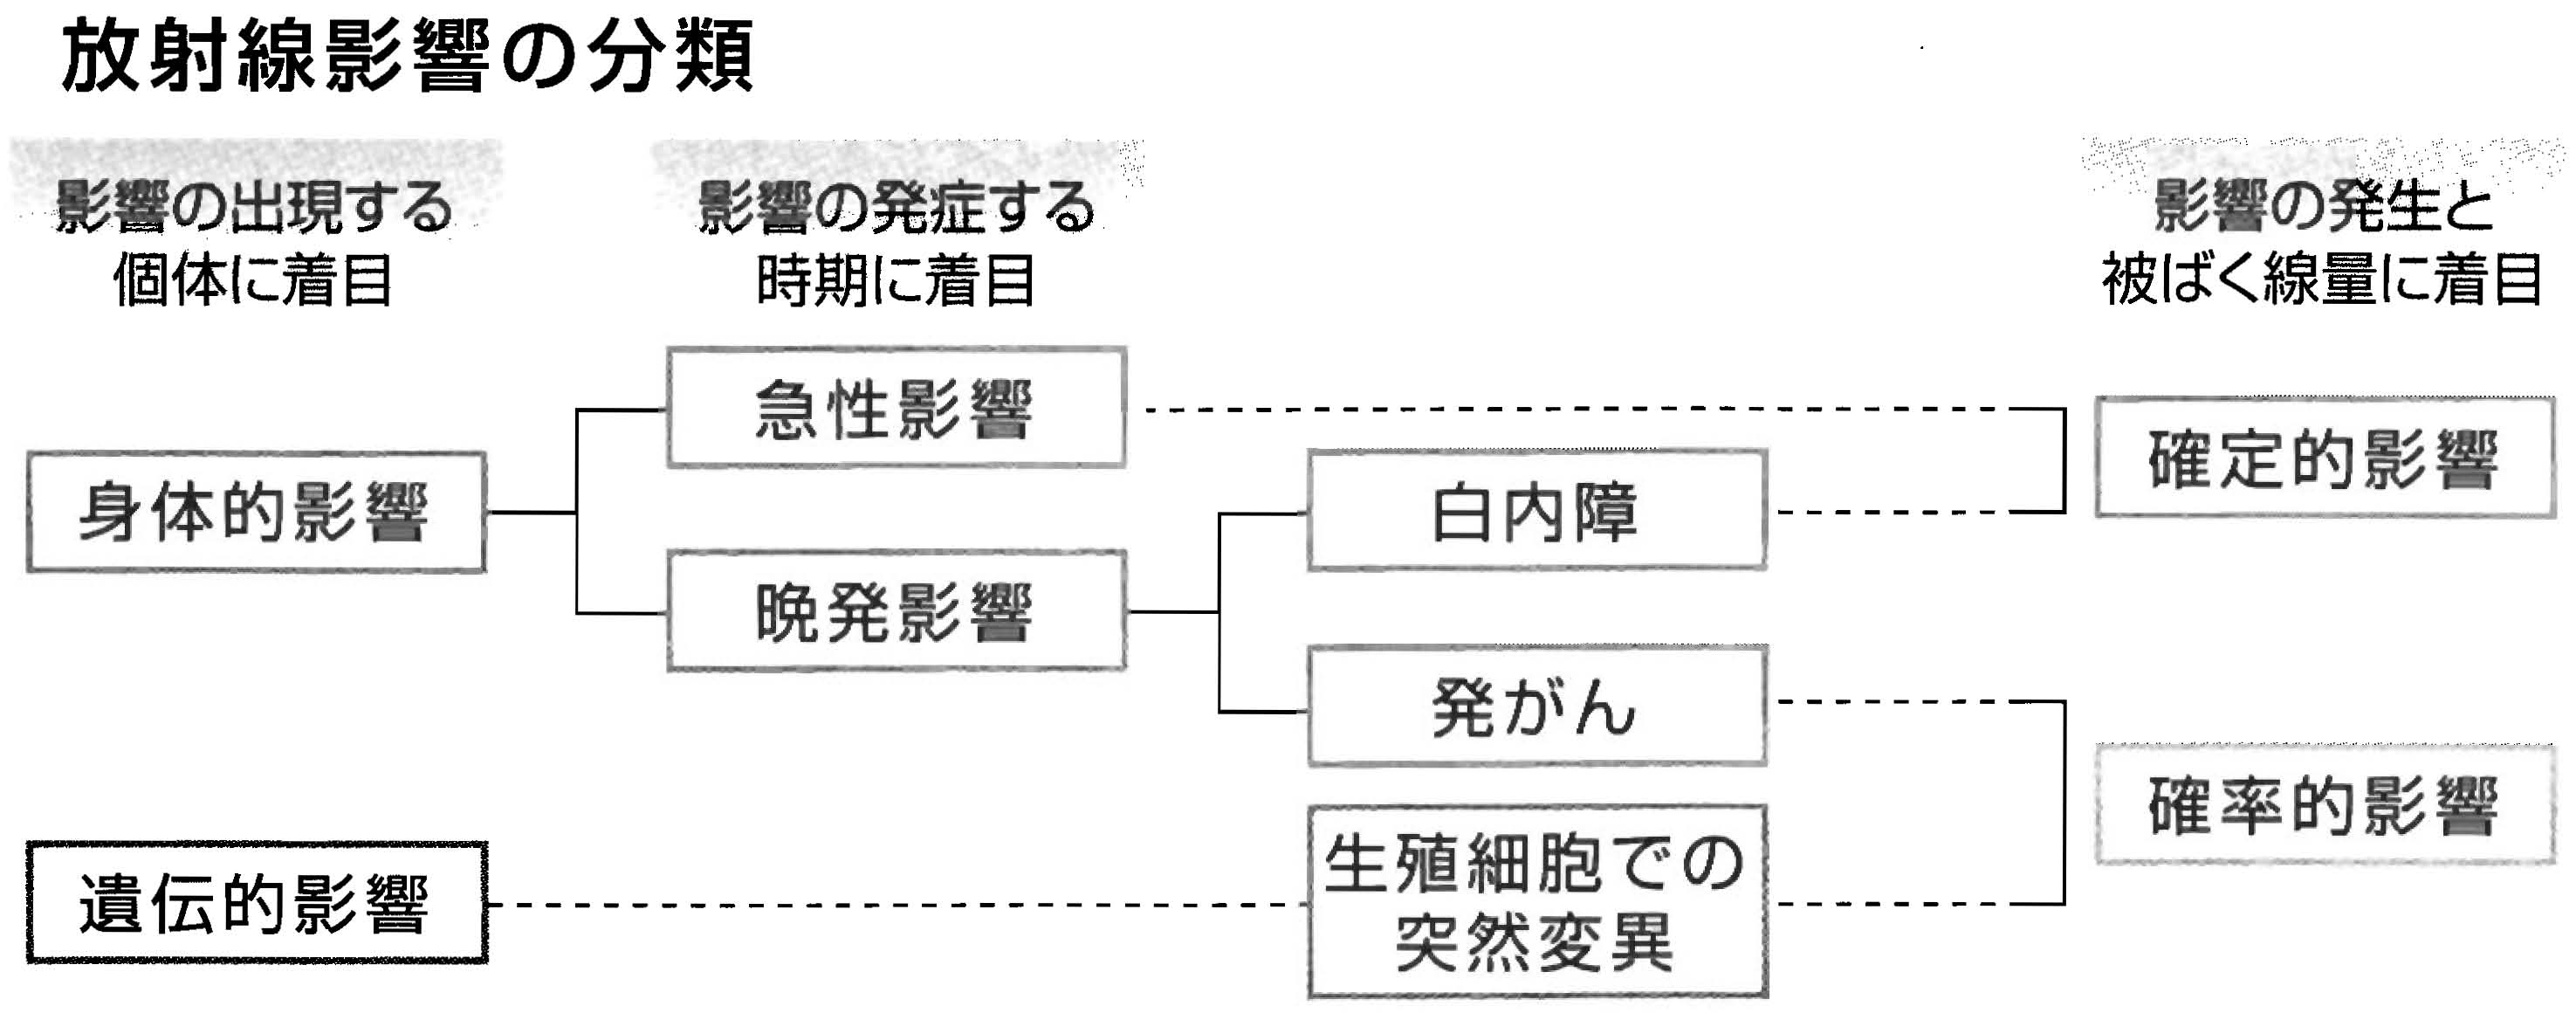 放射線影響の分類
影響の出現する
個体に着目
影響の発症する
時期に着目
影響の発生と
被ばく線量に着目
急性影響
確定的影響
身体的影響
白内障
晩発影響
発がん
確率的影響
遺伝的影響
生殖細胞での
突然変異